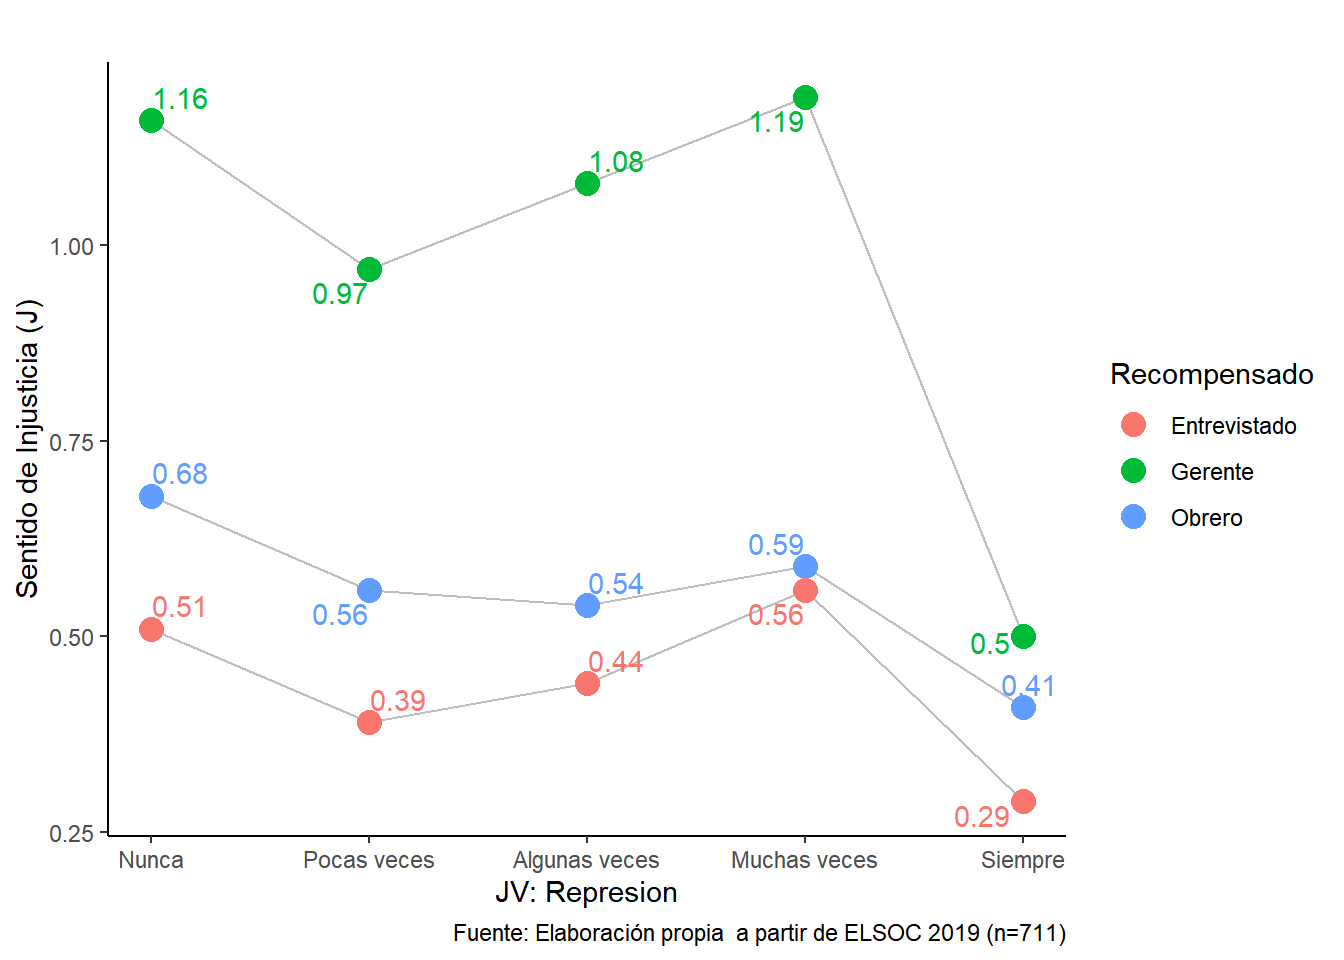 1.16
1.19
1.08
0.97
1.00
0.75
0.50
0.25
Sentido de Injusticia (J)
0.68
0.56
0.54
0.59
0.41
0.51
0.39
0.44
0.56
0.5
0.29
Nunca
Pocas veces
Algunas veces
Muchas veces
Siempre
JV: Represion
Fuente: Elaboración propia  a partir de ELSOC 2019 (n=711)
Recompensado
Entrevistado
Gerente
Obrero